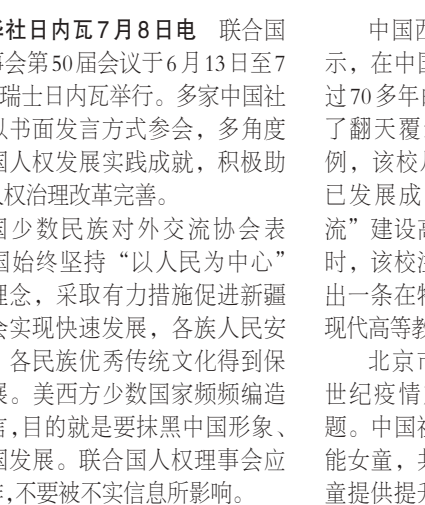 社日内瓦7月8日电 联合国
事会第50届会议于6月13日至7
瑞士日内瓦举行。多家中国社
以书面发言方式参会，多角度
国人权发展实践成就，积极助
人权治理改革完善。
国少数民族对外交流协会表
国始终坚持“以人民为中心”
理念，采取有力措施促进新疆
会实现快速发展，各族人民安
，各民族优秀传统文化得到保
展。美西方少数国家频频编造
言,目的就是要抹黑中国形象、
国发展。联合国人权理事会应
,不要被不实信息所影响。
中国西
示，在中国
过70多年的
了翻天覆
例，该校
已发展成
流”建设高
时，该校
出一条在特
现代高等教
北京市
世纪疫情
题。中国社
能女童，共
童提供提升